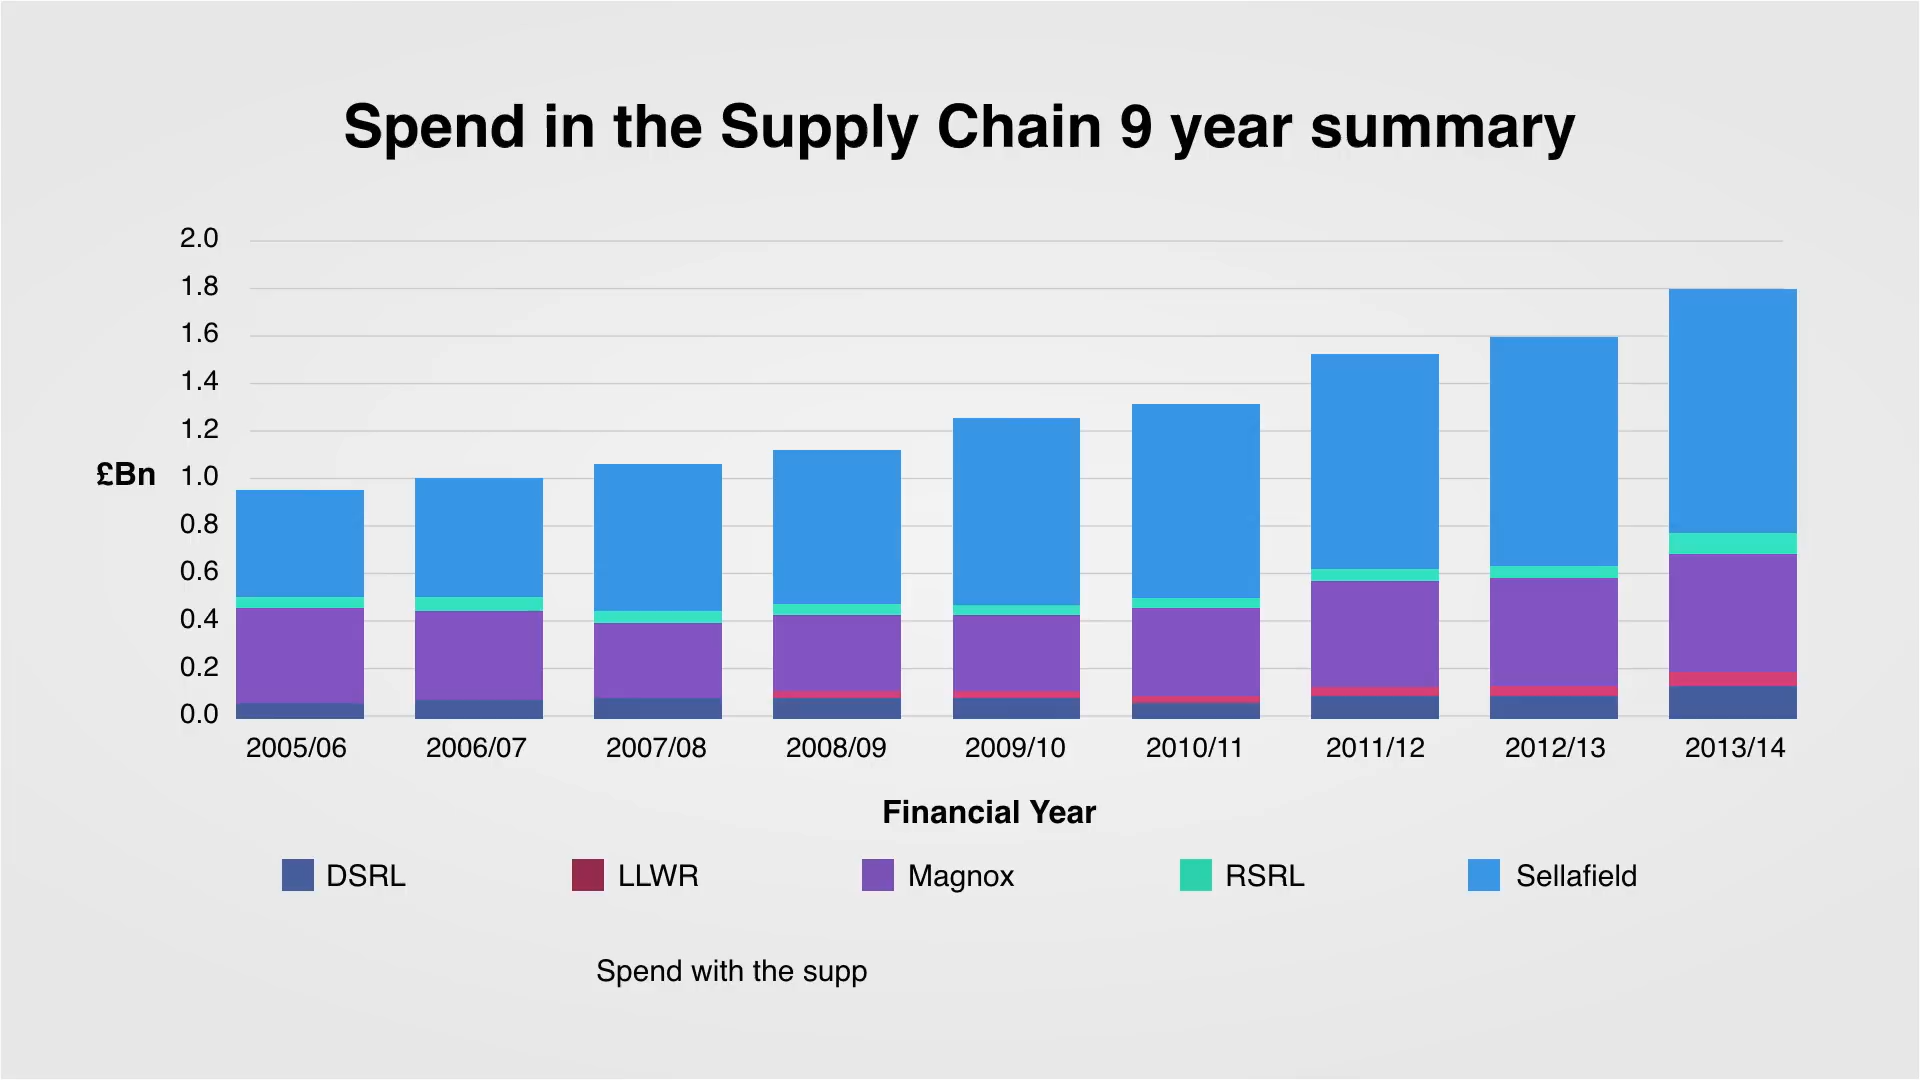 Spend in the Supply Chain 9 year summary
2.0
1.8
1.6
1.4
1.2
£Bn 1.0
0.8
0.6
0.4
0.2
0.0
2005/06 2006/07 2007/08 2008/09 2009/10 2010/11 2011/12 2012/13 2013/14
Financial Year
DSRL LLWR Magnox RSRL Sellafield
Spend with the supp